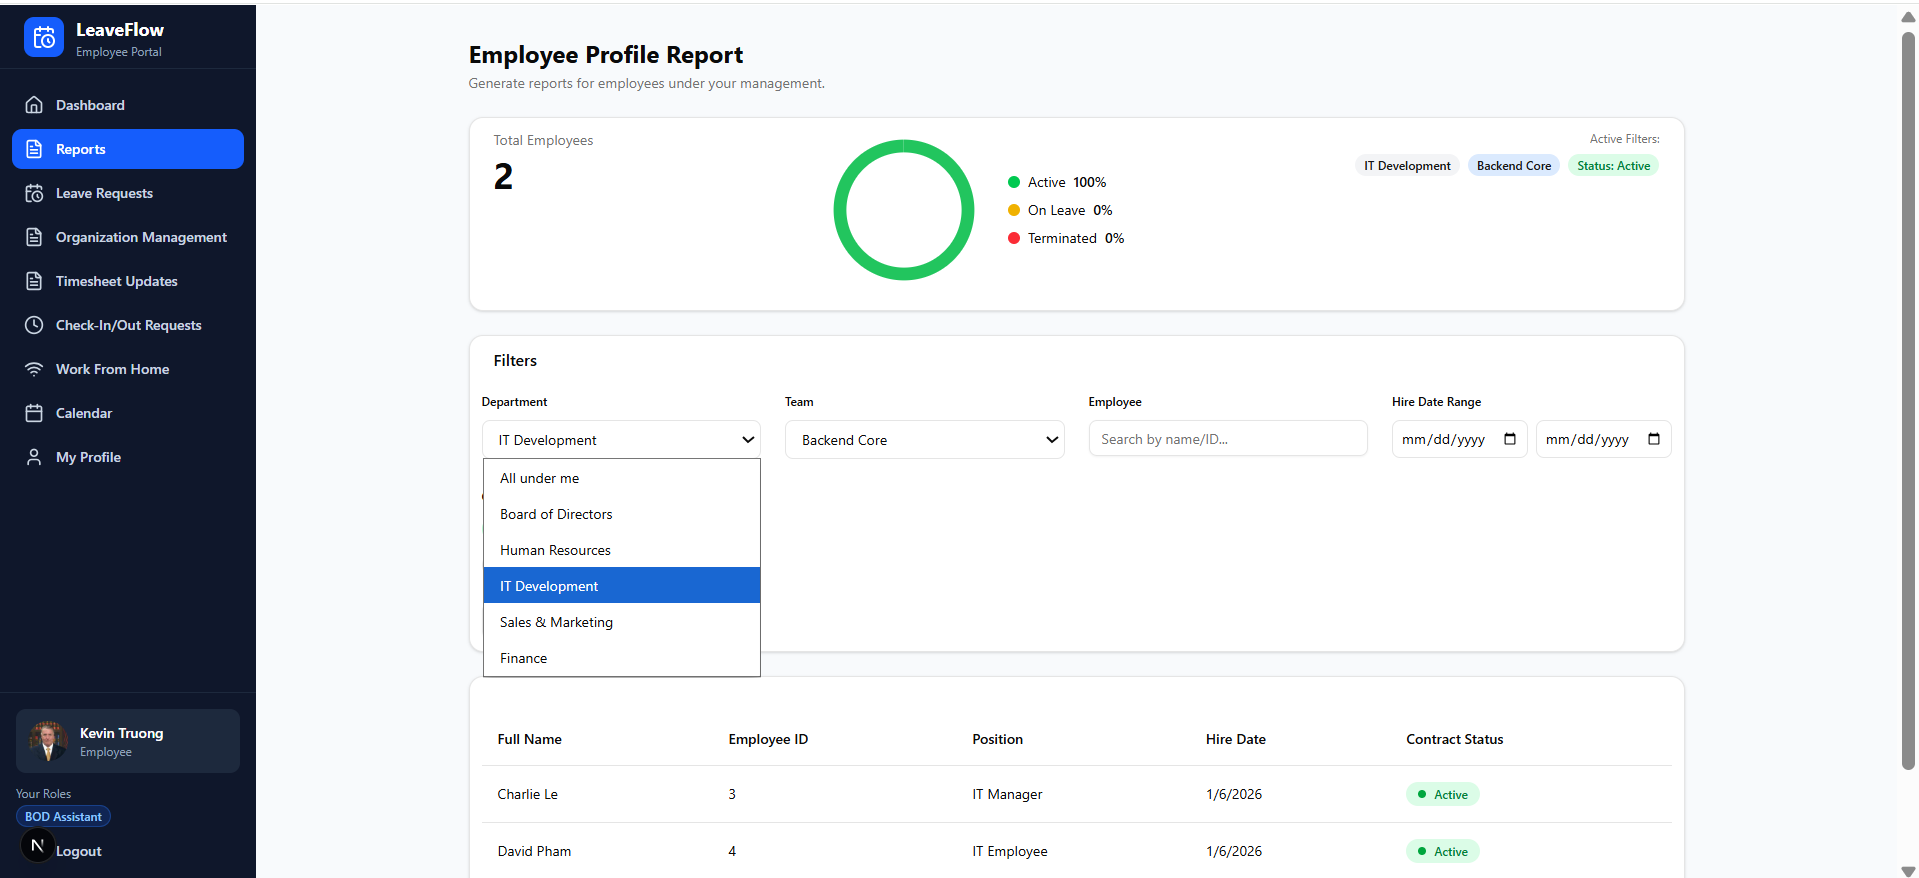 LeaveFlow
Employee Portal
Dashboard
Reports
Leave Requests
Organization Management
Timesheet Updates
Check-In/Out Requests
Work From Home
Calendar
My Profile
Kevin Truong
Employee
Your Roles
BOD Assistant
N
Logout
Employee Profile Report
Generate reports for employees under your management.
Total Employees
2
Active 100%
On Leave 0%
Terminated 0%
Active Filters:
IT Development Backend Core Status: Active
Filters
Department Team Employee Hire Date Range
IT Development Backend Core Search by name/ID... mm/dd/yyyy mm/dd/yyyy
All under me
Board of Directors
Human Resources
IT Development
Sales & Marketing
Finance
Full Name Employee ID Position Hire Date Contract Status
Charlie Le 3 IT Manager 1/6/2026 Active
David Pham 4 IT Employee 1/6/2026 Active